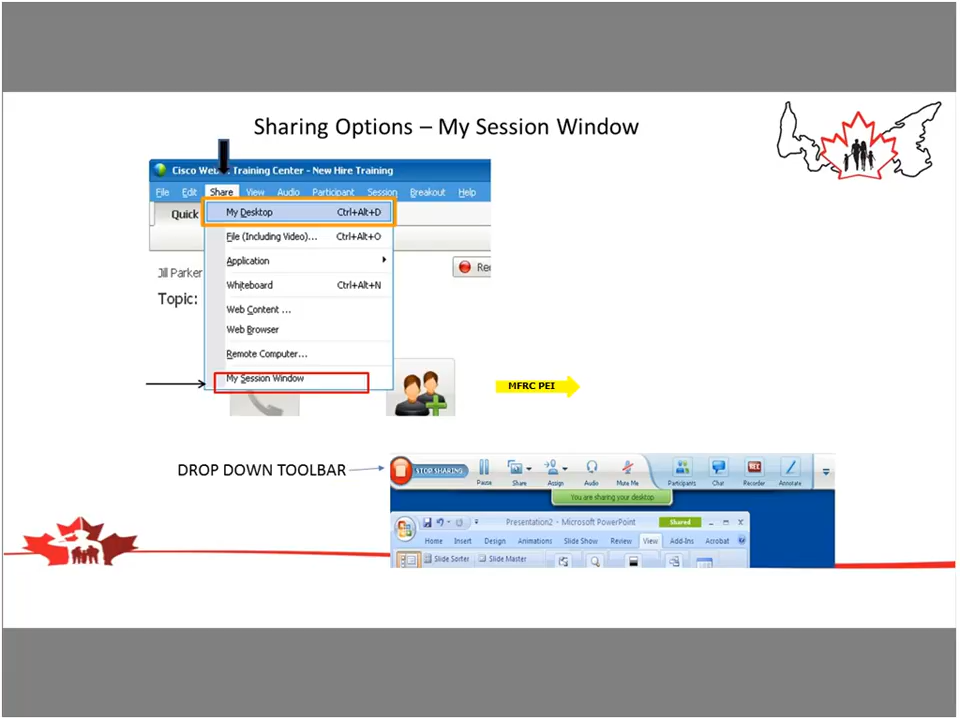 Sharing Options – My Session Window
Training Center - New Hire Training
File Edit Share View Audio Participant Session Breakout Help
Quick
My Desktop Ctrl+Alt+D
File (Including Video)... Ctrl+Alt+O
Application
Jill Parker
Whiteboard Ctrl+Alt+N
Topic:
Web Content ...
Web Browser
Remote Computer...
My Session Window
MFRC PEI
DROP DOWN TOOLBAR
STOP SHARING
Pause Share Assign Audio Mute Me Participants Chat Recorder Annotate
REC
You are sharing your desktop
Presentation2 - Microsoft PowerPoint Shared
Home Insert Design Animations Slide Show Review View Add-Ins Acrobat
Slide Sorter Slide Master